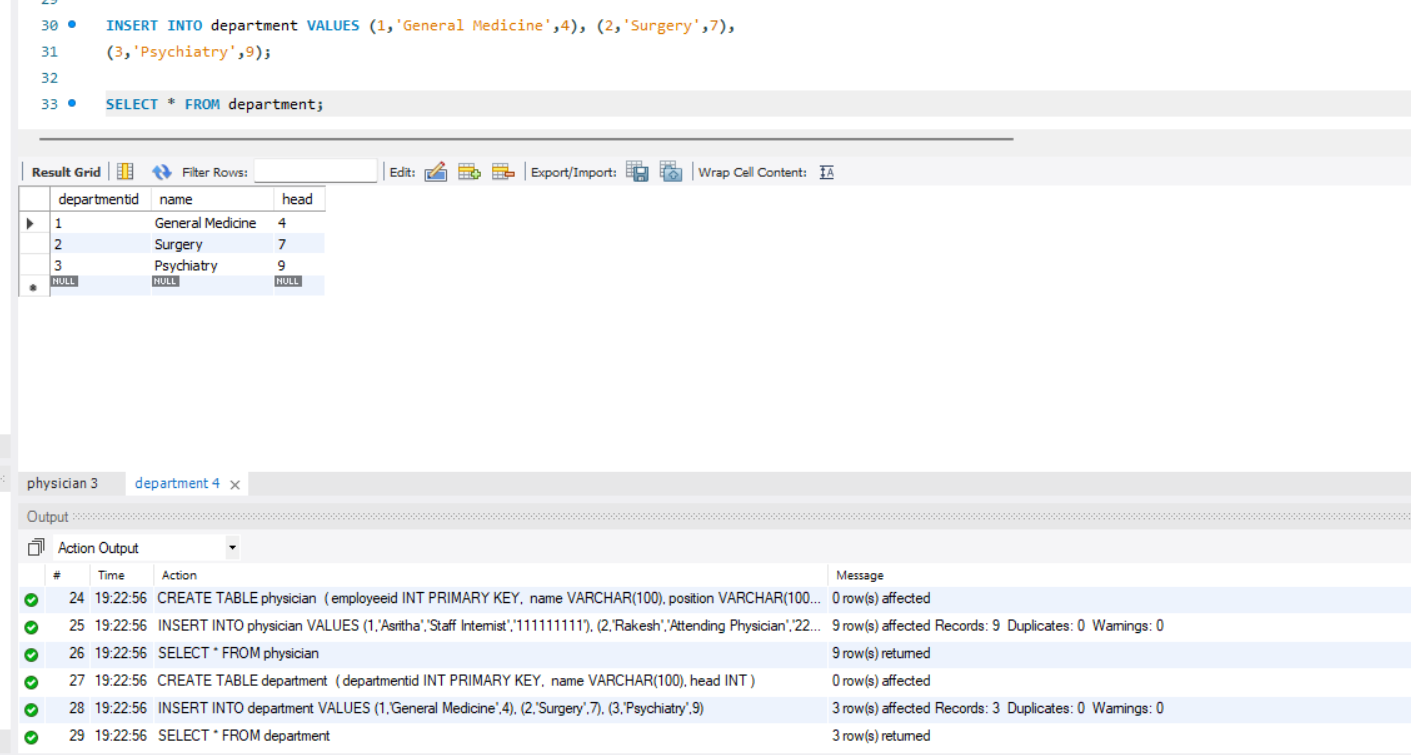 29
30 INSERT INTO department VALUES (1,'General Medicine',4), (2,'Surgery',7),
31 (3,'Psychiatry',9);
32
33 SELECT * FROM department;
Result Grid Filter Rows: Edit: Export/Import: Wrap Cell Content: IA
departmentid name head
1 General Medicine 4
2 Surgery 7
3 Psychiatry 9
NULL NULL NULL
physician 3 department 4
Output
Action Output
# Time Action Message
24 19:22:56 CREATE TABLE physician ( employeeid INT PRIMARY KEY, name VARCHAR(100), position VARCHAR(100... 0 row(s) affected
25 19:22:56 INSERT INTO physician VALUES (1,'Asritha','Staff Internist','111111111'), (2,'Rakesh','Attending Physician','22... 9 row(s) affected Records: 9 Duplicates: 0 Warnings: 0
26 19:22:56 SELECT * FROM physician 9 row(s) returned
27 19:22:56 CREATE TABLE department ( departmentid INT PRIMARY KEY, name VARCHAR(100), head INT ) 0 row(s) affected
28 19:22:56 INSERT INTO department VALUES (1,'General Medicine',4), (2,'Surgery',7), (3,'Psychiatry',9) 3 row(s) affected Records: 3 Duplicates: 0 Warnings: 0
29 19:22:56 SELECT * FROM department 3 row(s) returned